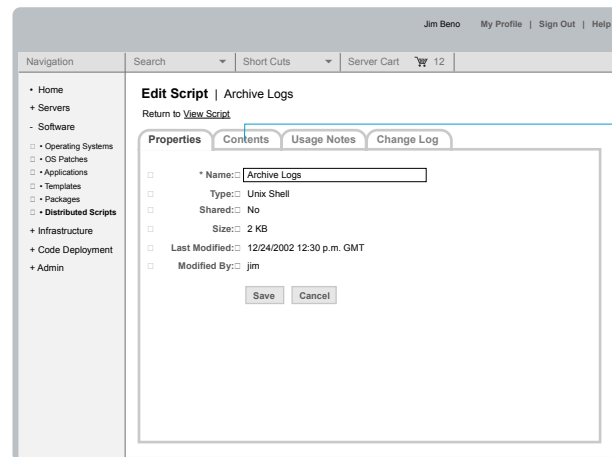 Jim Beno My Profile | Sign Out | Help
Navigation Search Short Cuts Server Cart 12
• Home
+ Servers
- Software
• Operating Systems
• OS Patches
• Applications
• Templates
• Packages
• Distributed Scripts
+ Infrastructure
+ Code Deployment
+ Admin
Edit Script | Archive Logs
Return to View Script
Properties Contents Usage Notes Change Log
* Name: Archive Logs
Type: Unix Shell
Shared: No
Size: 2 KB
Last Modified: 12/24/2002 12:30 p.m. GMT
Modified By: jim
Save Cancel